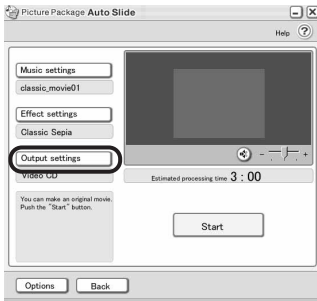 Picture Package Auto Slide
Help ?
Music settings
classic_movie01
Effect settings
Classic Sepia
Output settings
Video CD
- +
Estimated processing time 3 : 00
You can make an original movie.
Push the "Start" button.
Start
Options Back